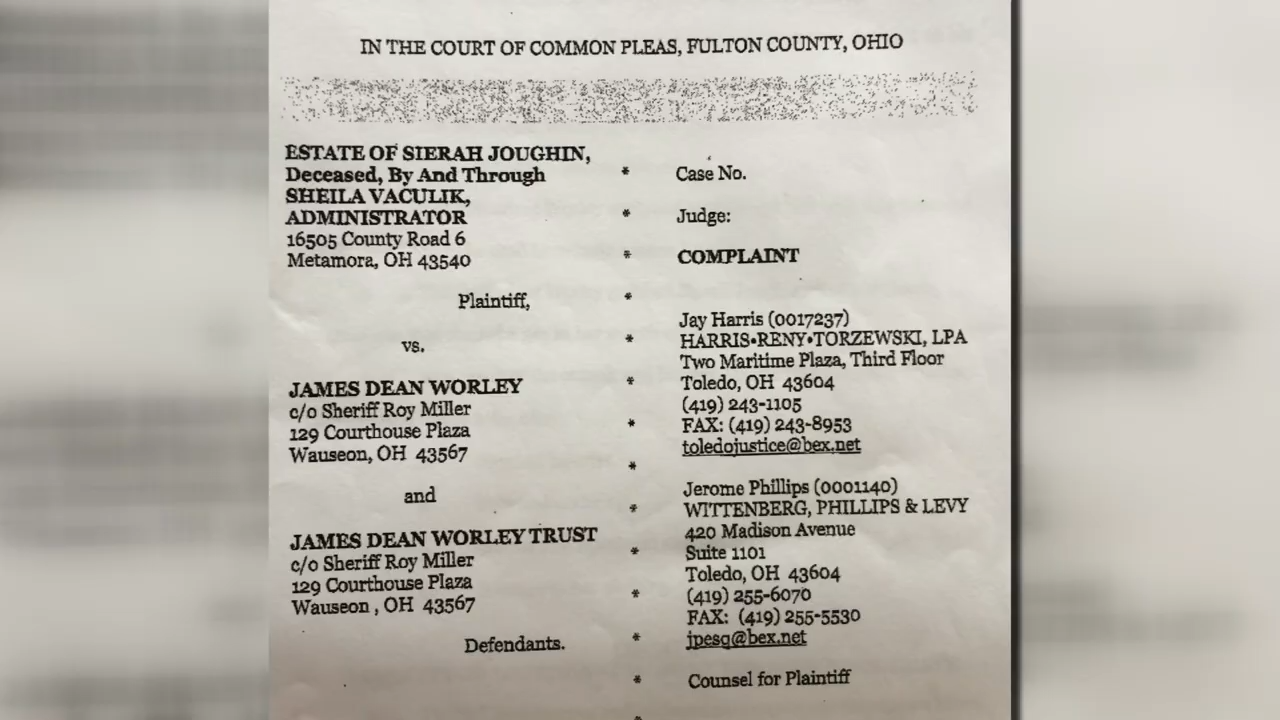 IN THE COURT OF COMMON PLEAS, FULTON COUNTY, OHIO
ESTATE OF SIERAH JOUGHIN,
Deceased, By And Through
SHEILA VACULIK,
ADMINISTRATOR
16505 County Road 6
Metamora, OH 43540
Plaintiff,
vs.
JAMES DEAN WORLEY
c/o Sheriff Roy Miller
129 Courthouse Plaza
Wauseon, OH 43567
and
JAMES DEAN WORLEY TRUST
c/o Sheriff Roy Miller
129 Courthouse Plaza
Wauseon , OH 43567
Defendants.
*
*
*
*
*
*
*
*
*
*
*
*
*
*
Case No.
Judge:
COMPLAINT
Jay Harris (0017237)
HARRIS•RENY•TORZEWSKI, LPA
Two Maritime Plaza, Third Floor
Toledo, OH 43604
(419) 243-1105
FAX: (419) 243-8953
toledojustice@bex.net
Jerome Phillips (0001140)
WITTENBERG, PHILLIPS & LEVY
420 Madison Avenue
Suite 1101
Toledo, OH 43604
(419) 255-6070
FAX: (419) 255-5530
jpesq@bex.net
Counsel for Plaintiff